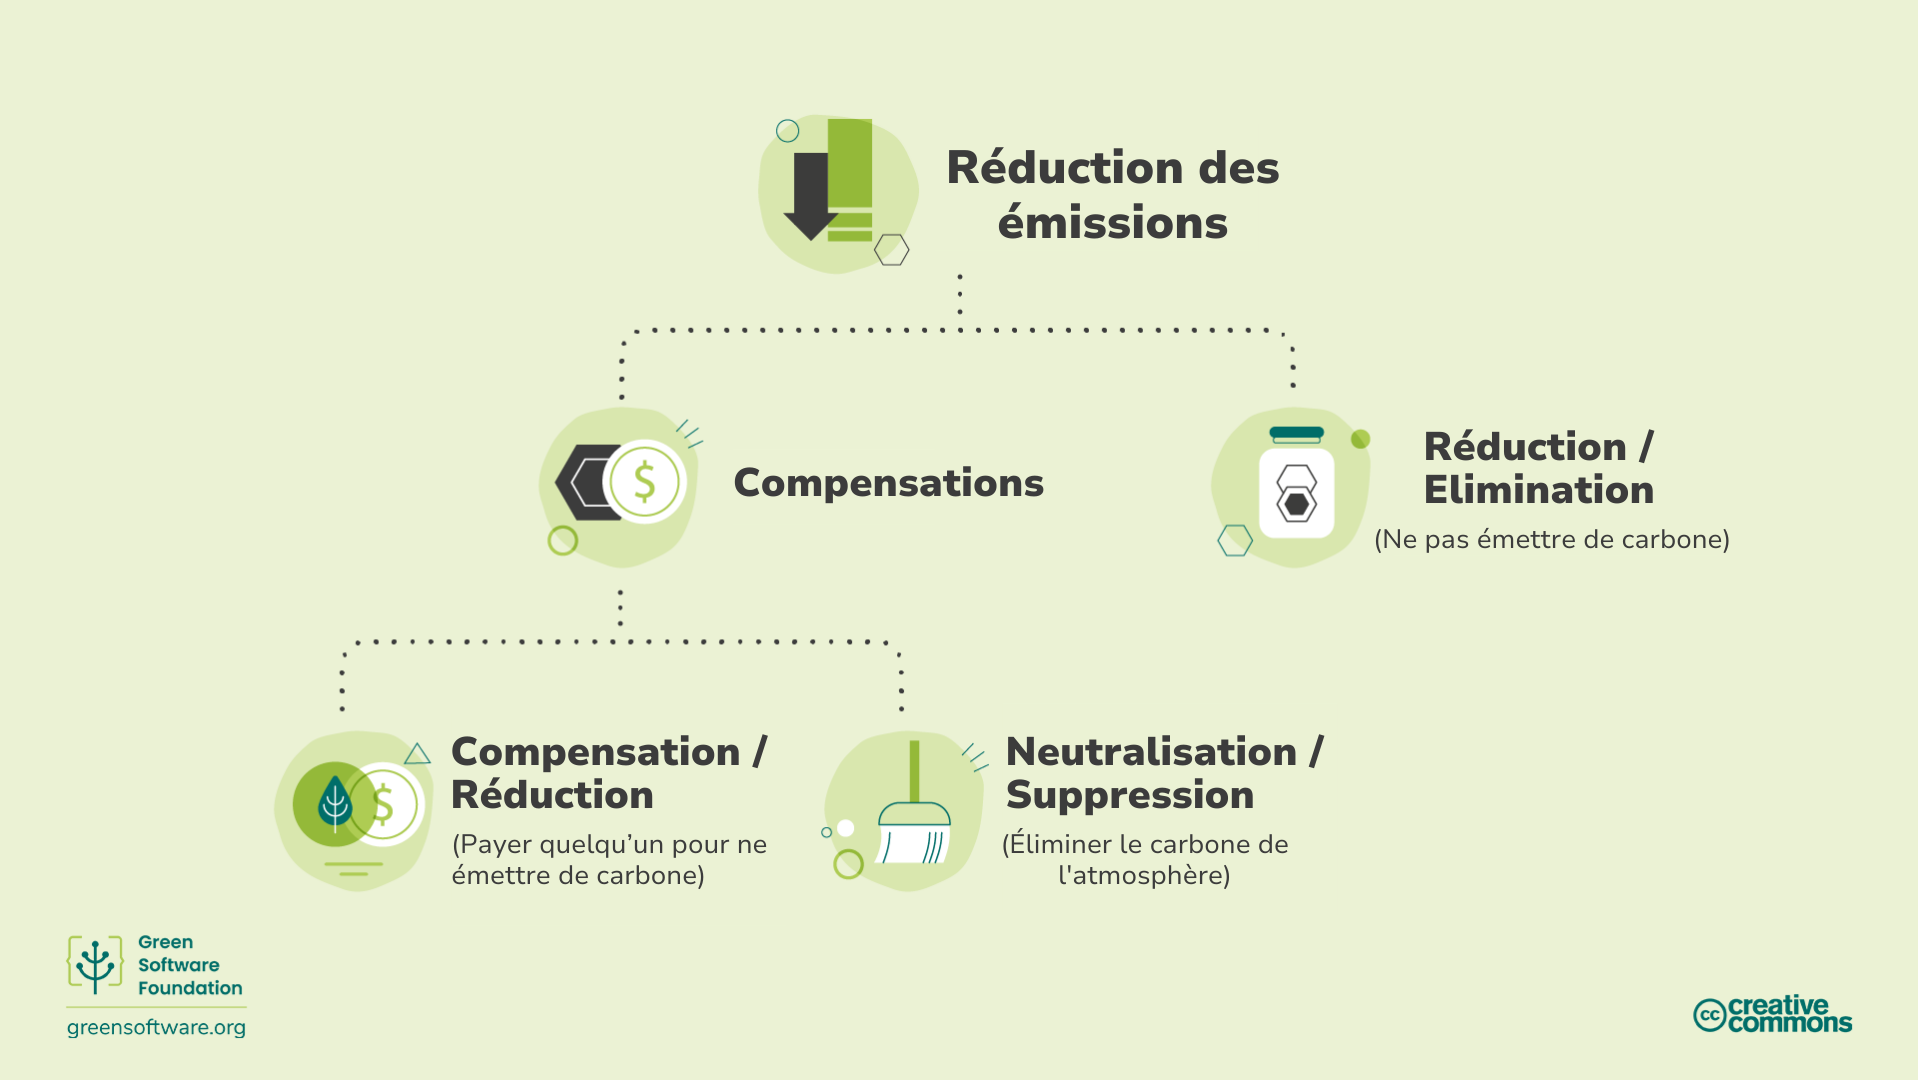 Réduction des
émissions
$
Compensations
Réduction /
Elimination
(Ne pas émettre de carbone)
$
Compensation /
Réduction
(Payer quelqu’un pour ne
émettre de carbone)
Neutralisation /
Suppression
(Éliminer le carbone de
l'atmosphère)
Green
Software
Foundation
greensoftware.org
cc creative
commons